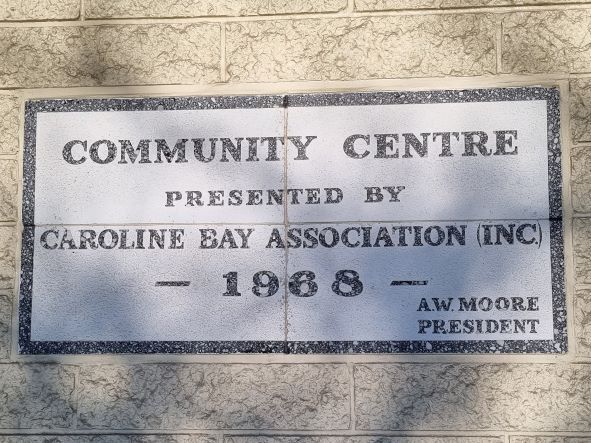 COMMUNITY CENTRE
PRESENTED BY
CAROLINE BAY ASSOCIATION (INC.)
— 1968 —
A.W. MOORE
PRESIDENT